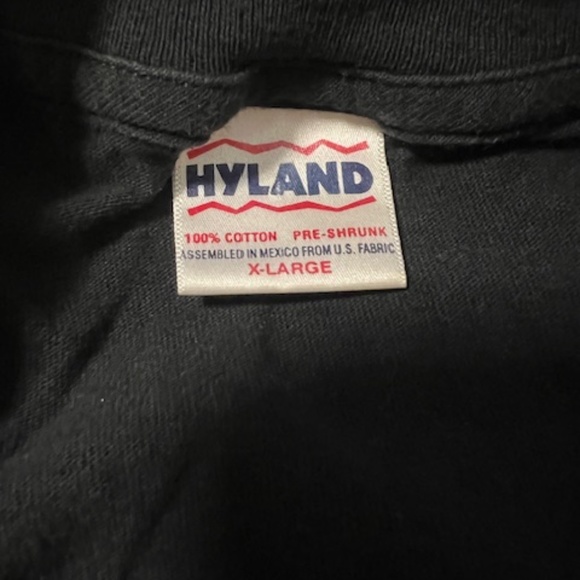 HYLAND
100% COTTON PRE-SHRUNK
ASSEMBLED IN MEXICO FROM U.S. FABRIC
X-LARGE